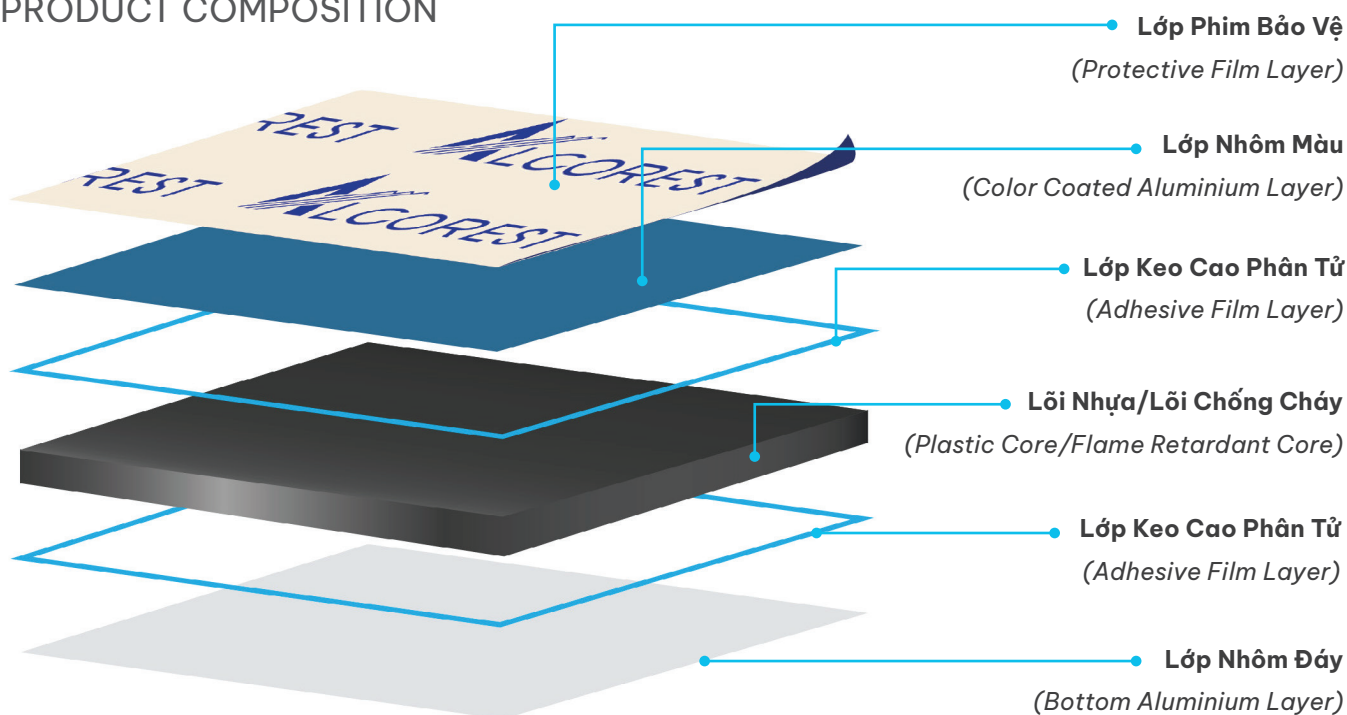 PRODUCT COMPOSITION
Lớp Phim Bảo Vệ
(Protective Film Layer)
REST ALCOREST
REST ALCOREST
Lớp Nhôm Màu
(Color Coated Aluminium Layer)
Lớp Keo Cao Phân Tử
(Adhesive Film Layer)
Lõi Nhựa/Lõi Chống Cháy
(Plastic Core/Flame Retardant Core)
Lớp Keo Cao Phân Tử
(Adhesive Film Layer)
Lớp Nhôm Đáy
(Bottom Aluminium Layer)